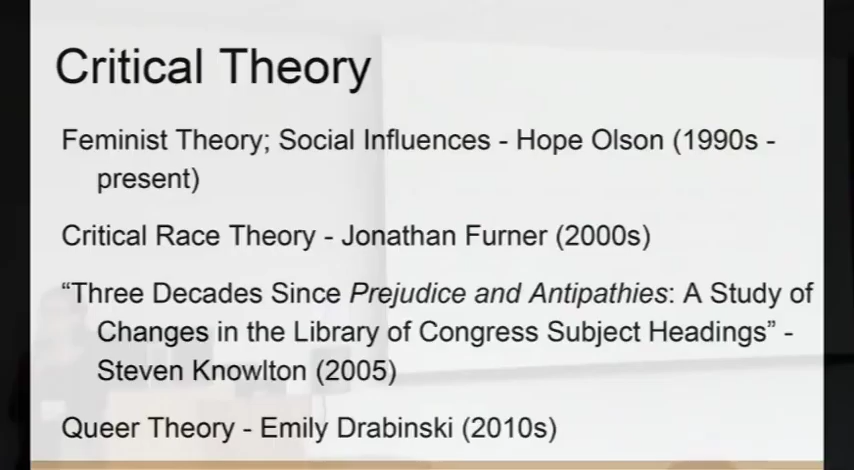 Critical Theory
Feminist Theory; Social Influences - Hope Olson (1990s -
present)
Critical Race Theory - Jonathan Furner (2000s)
“Three Decades Since Prejudice and Antipathies: A Study of
Changes in the Library of Congress Subject Headings” -
Steven Knowlton (2005)
Queer Theory - Emily Drabinski (2010s)